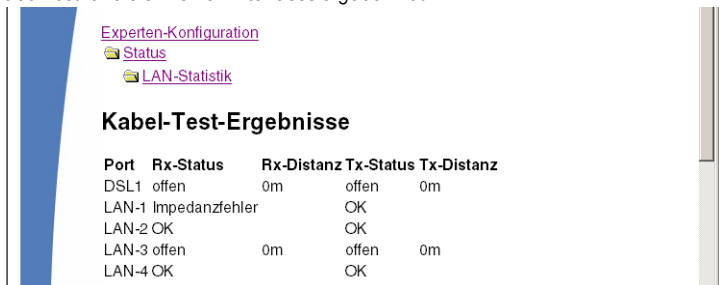 Experten-Konfiguration
Status
LAN-Statistik
Kabel-Test-Ergebnisse
Port Rx-Status Rx-Distanz Tx-Status Tx-Distanz
DSL1 offen 0m offen 0m
LAN-1 Impedanzfehler OK
LAN-2 OK OK
LAN-3 offen 0m offen 0m
LAN-4 OK OK